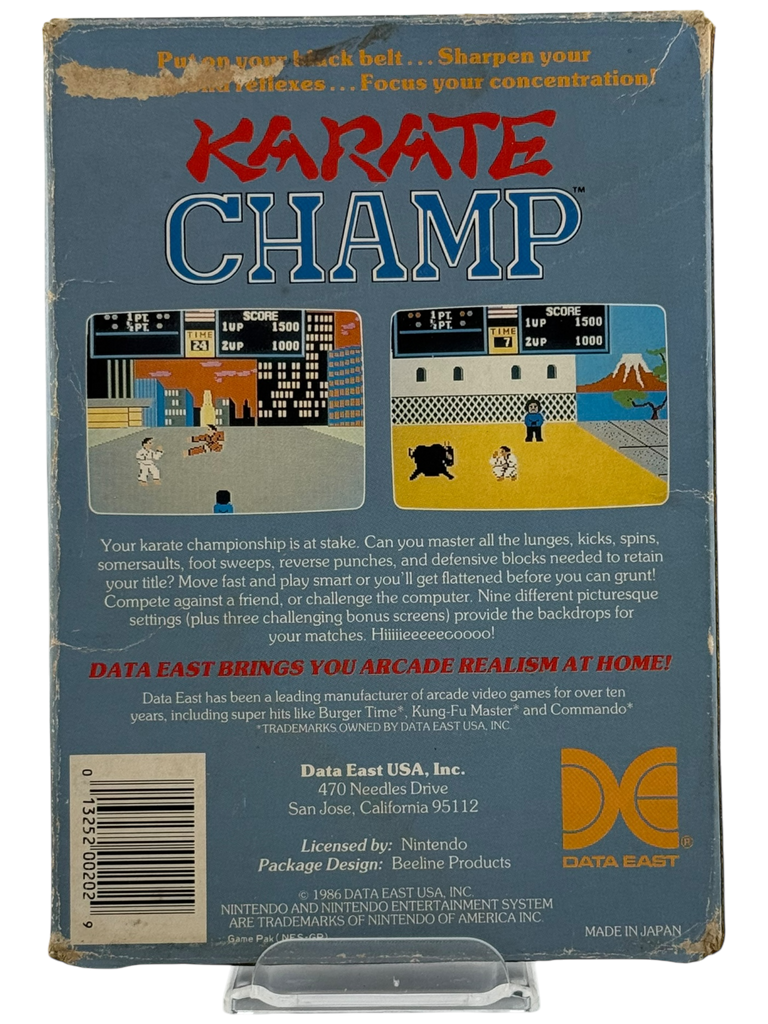 Put on your black belt... Sharpen your
reflexes... Focus your concentration!
KARATE
CHAMP™
1PT.
½PT.
TIME
24
SCORE
1UP 1500
2UP 1000
1PT.
½PT.
TIME
7
SCORE
1UP 1500
2UP 1000
Your karate championship is at stake. Can you master all the lunges, kicks, spins,
somersaults, foot sweeps, reverse punches, and defensive blocks needed to retain
your title? Move fast and play smart or you'll get flattened before you can grunt!
Compete against a friend, or challenge the computer. Nine different picturesque
settings (plus three challenging bonus screens) provide the backdrops for
your matches. Hiiiiieeeeeeooooo!
DATA EAST BRINGS YOU ARCADE REALISM AT HOME!
Data East has been a leading manufacturer of arcade video games for over ten
years, including super hits like Burger Time*, Kung-Fu Master* and Commando*
*TRADEMARKS OWNED BY DATA EAST USA, INC.
Data East USA, Inc.
470 Needles Drive
San Jose, California 95112
Licensed by: Nintendo
Package Design: Beeline Products
© 1986 DATA EAST USA, INC.
NINTENDO AND NINTENDO ENTERTAINMENT SYSTEM
ARE TRADEMARKS OF NINTENDO OF AMERICA INC.
Game Pak (NES-GP)
0 13252 00202 9
DATA EAST®
MADE IN JAPAN